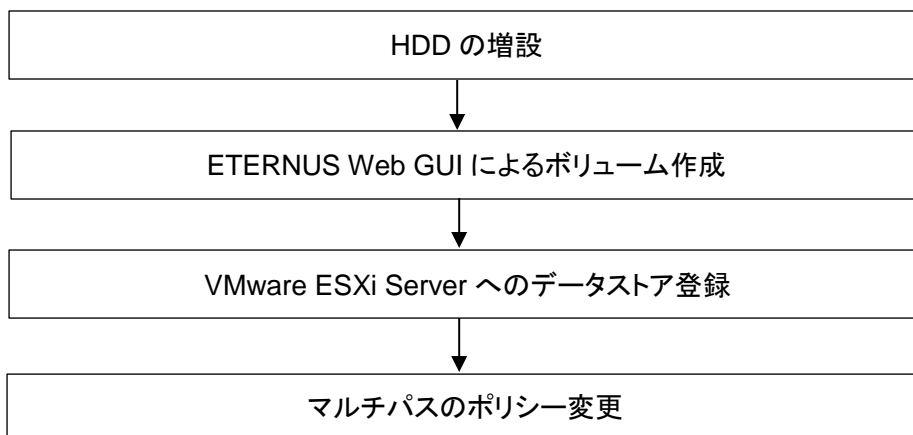 HDD の増設
ETERNUS Web GUI によるボリューム作成
VMware ESXi Server へのデータストア登録
マルチパスのポリシー変更